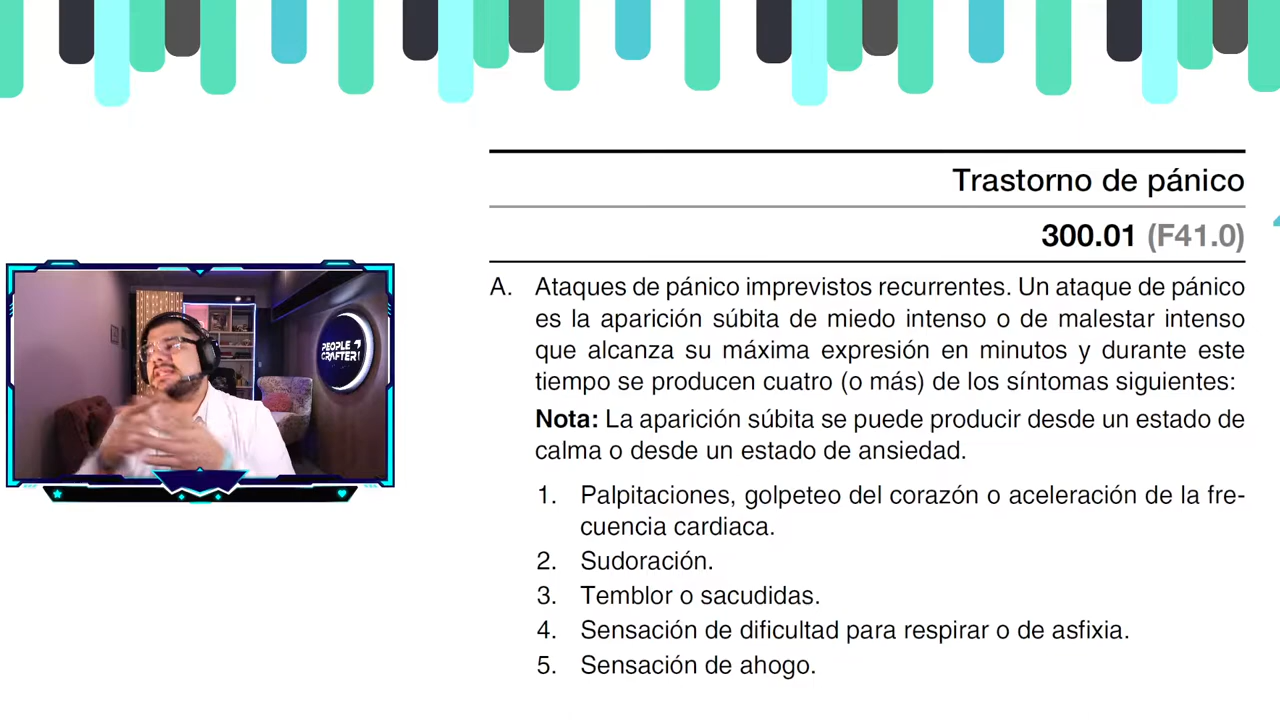 Trastorno de pánico
300.01 (F41.0)
A. Ataques de pánico imprevistos recurrentes. Un ataque de pánico
es la aparición súbita de miedo intenso o de malestar intenso
que alcanza su máxima expresión en minutos y durante este
tiempo se producen cuatro (o más) de los síntomas siguientes:
Nota: La aparición súbita se puede producir desde un estado de
calma o desde un estado de ansiedad.
1. Palpitaciones, golpeteo del corazón o aceleración de la fre-
cuencia cardiaca.
2. Sudoración.
3. Temblor o sacudidas.
4. Sensación de dificultad para respirar o de asfixia.
5. Sensación de ahogo.
PEOPLE
CRAFTER